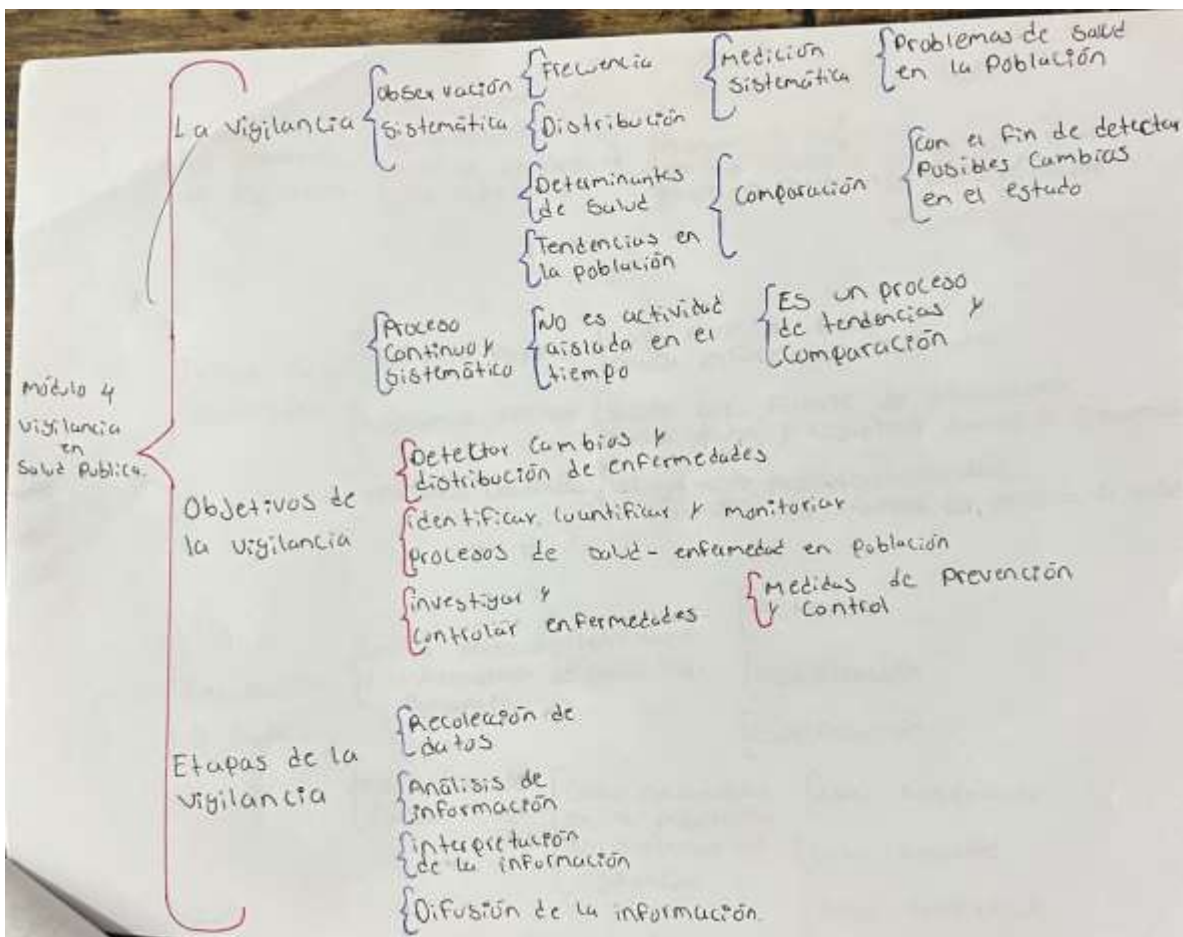 Módulo 4
Vigilancia
en
Salud Publica.
La vigilancia
Observación
Sistemática
Frecuencia
Distribución
Determinantes
de Salud
Tendencias en
la población
Medición
Sistemática
Problemas de Salud
en la Población
Comparación
Con el fin de detectar
Posibles Cambios
en el estado
Proceso
Continuo y
Sistemático
No es actividad
aislada en el
tiempo
Es un proceso
de tendencias y
Comparación
Objetivos de
la vigilancia
Detectar Cambios y
distribución de enfermedades
identificar, cuantificar y monitoriar
procesos de salud - enfermedad en Población
investigar y
Controlar enfermedades
Medidas de Prevención
y Control
Etapas de la
Vigilancia
Recolección de
datos
Análisis de
información
interpretación
de la información
Difusión de la información.